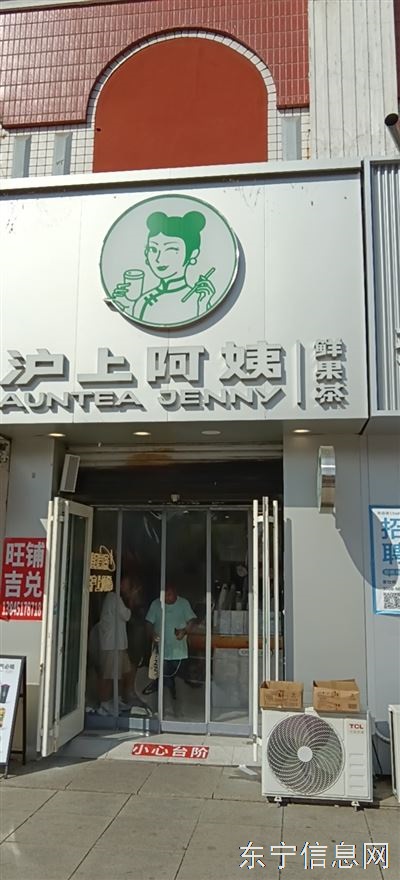 沪上阿姨
鲜果茶
AUNTEA JENNY
旺铺
吉兑
招
聘
小心台阶
TCL
东宁信息网